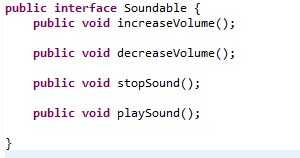 public interface Soundable {
    public void increaseVolume();
    public void decreaseVolume();
    public void stopSound();
    public void playSound();
}